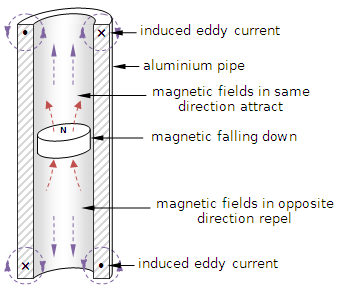 induced eddy current
aluminium pipe
magnetic fields in same
direction attract
N
magnetic falling down
magnetic fields in opposite
direction repel
induced eddy current